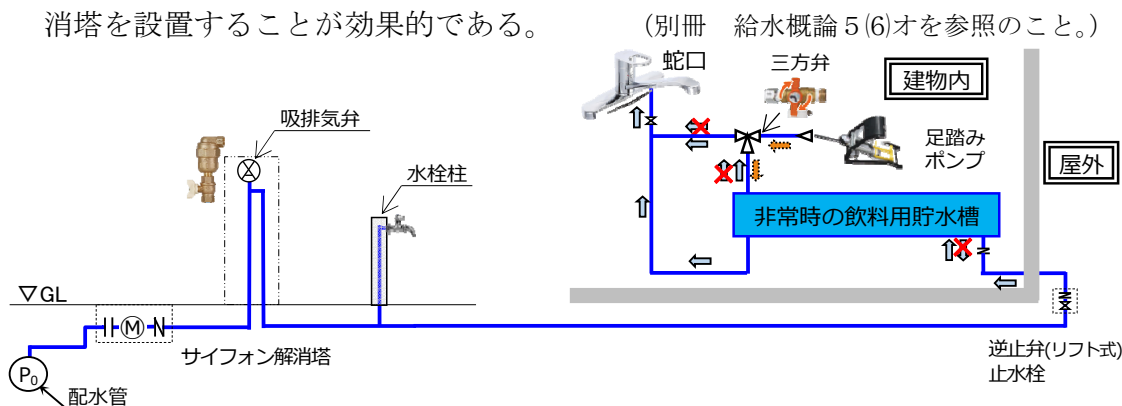 消塔を設置することが効果的である。 (別冊 給水概論5⑹オを参照のこと。)
蛇口
三方弁
建物内
吸排気弁
足踏み
ポンプ
屋外
水栓柱
非常時の飲料用貯水槽
▽GL
M
サイフォン解消塔
逆止弁(リフト式)
止水栓
P₀
配水管